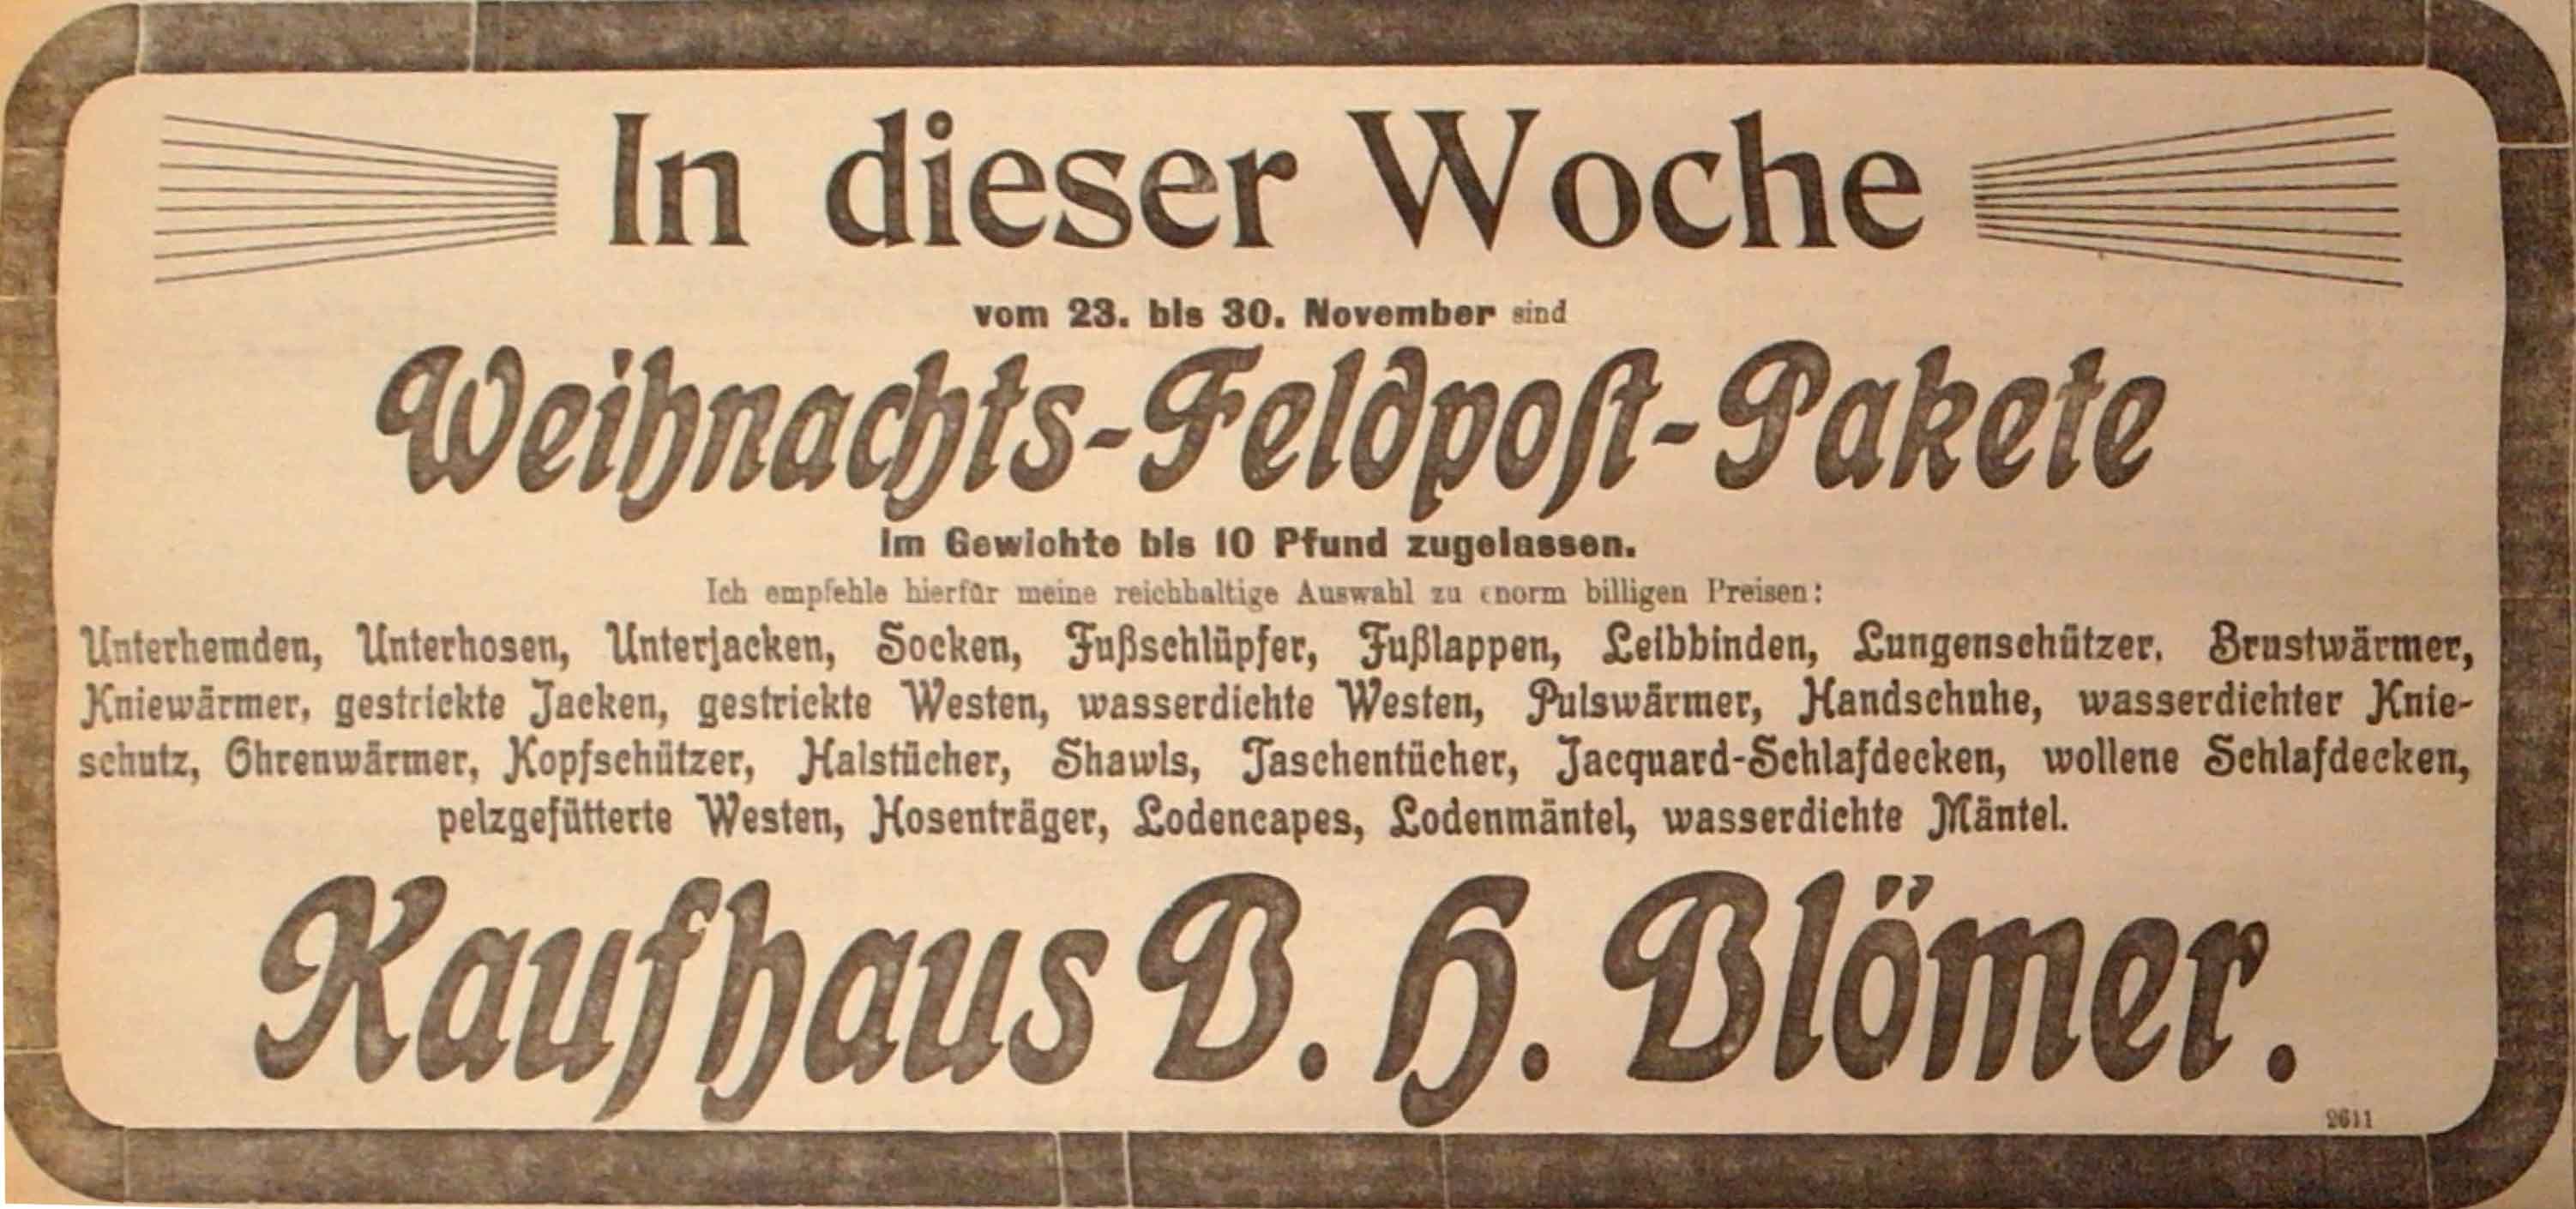 In dieser Woche
vom 23. bis 30. November sind
Weihnachts-Feldpost-Pakete
im Gewichte bis 10 Pfund zugelassen.
Ich empfehle hierfür meine reichhaltige Auswahl zu enorm billigen Preisen:
Unterhemden, Unterhosen, Unterjacken, Socken, Fußschlüpfer, Fußlappen, Leibbinden, Lungenschützer, Brustwärmer,
Kniewärmer, gestrickte Jacken, gestrickte Westen, wasserdichte Westen, Pulswärmer, Handschuhe, wasserdichter Knie-
schutz, Ohrenwärmer, Kopfschützer, Halstücher, Shawls, Taschentücher, Jacquard-Schlafdecken, wollene Schlafdecken,
pelzgefütterte Westen, Hosenträger, Lodencapes, Lodenmäntel, wasserdichte Mäntel.
Kaufhaus B. H. Blömer.
2611